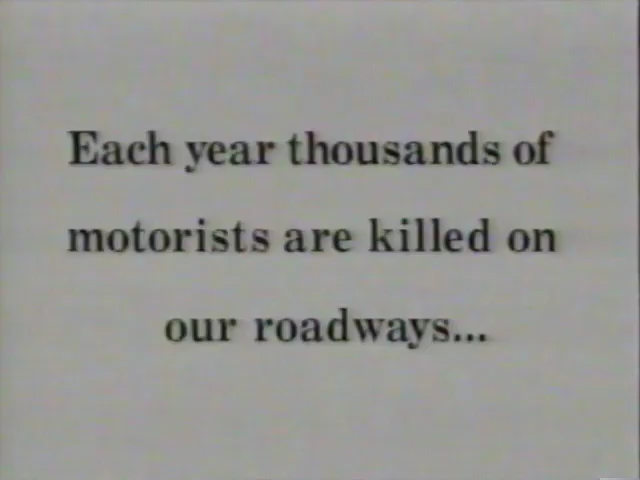 Each year thousands of
motorists are killed on
our roadways...